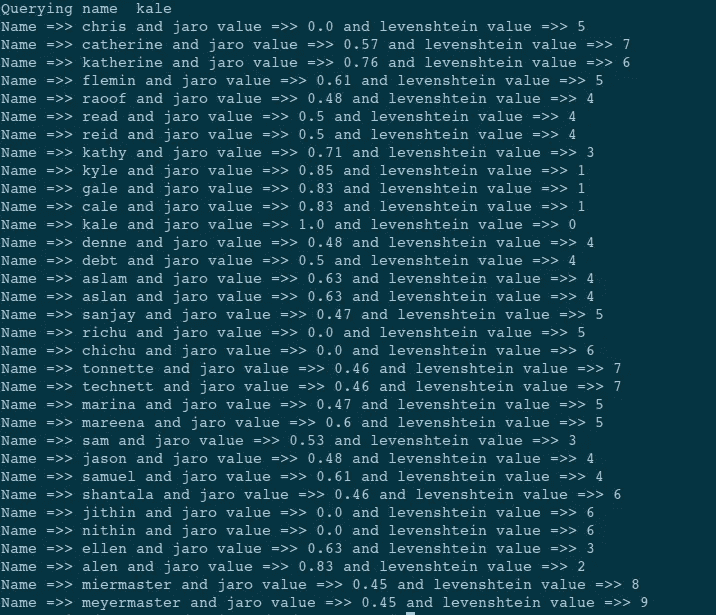 Querying name  kale
Name =>> chris and jaro value =>> 0.0 and levenshtein value =>> 5
Name =>> catherine and jaro value =>> 0.57 and levenshtein value =>> 7
Name =>> katherine and jaro value =>> 0.76 and levenshtein value =>> 6
Name =>> flemin and jaro value =>> 0.61 and levenshtein value =>> 5
Name =>> raoof and jaro value =>> 0.48 and levenshtein value =>> 4
Name =>> read and jaro value =>> 0.5 and levenshtein value =>> 4
Name =>> reid and jaro value =>> 0.5 and levenshtein value =>> 4
Name =>> kathy and jaro value =>> 0.71 and levenshtein value =>> 3
Name =>> kyle and jaro value =>> 0.85 and levenshtein value =>> 1
Name =>> gale and jaro value =>> 0.83 and levenshtein value =>> 1
Name =>> cale and jaro value =>> 0.83 and levenshtein value =>> 1
Name =>> kale and jaro value =>> 1.0 and levenshtein value =>> 0
Name =>> denne and jaro value =>> 0.48 and levenshtein value =>> 4
Name =>> debt and jaro value =>> 0.5 and levenshtein value =>> 4
Name =>> aslam and jaro value =>> 0.63 and levenshtein value =>> 4
Name =>> aslan and jaro value =>> 0.63 and levenshtein value =>> 4
Name =>> sanjay and jaro value =>> 0.47 and levenshtein value =>> 5
Name =>> richu and jaro value =>> 0.0 and levenshtein value =>> 5
Name =>> chichu and jaro value =>> 0.0 and levenshtein value =>> 6
Name =>> tonnette and jaro value =>> 0.46 and levenshtein value =>> 7
Name =>> technett and jaro value =>> 0.46 and levenshtein value =>> 7
Name =>> marina and jaro value =>> 0.47 and levenshtein value =>> 5
Name =>> mareena and jaro value =>> 0.6 and levenshtein value =>> 5
Name =>> sam and jaro value =>> 0.53 and levenshtein value =>> 3
Name =>> jason and jaro value =>> 0.48 and levenshtein value =>> 4
Name =>> samuel and jaro value =>> 0.61 and levenshtein value =>> 4
Name =>> shantala and jaro value =>> 0.46 and levenshtein value =>> 6
Name =>> jithin and jaro value =>> 0.0 and levenshtein value =>> 6
Name =>> nithin and jaro value =>> 0.0 and levenshtein value =>> 6
Name =>> ellen and jaro value =>> 0.63 and levenshtein value =>> 3
Name =>> alen and jaro value =>> 0.83 and levenshtein value =>> 2
Name =>> miermaster and jaro value =>> 0.45 and levenshtein value =>> 8
Name =>> meyermaster and jaro value =>> 0.45 and levenshtein value =>> 9